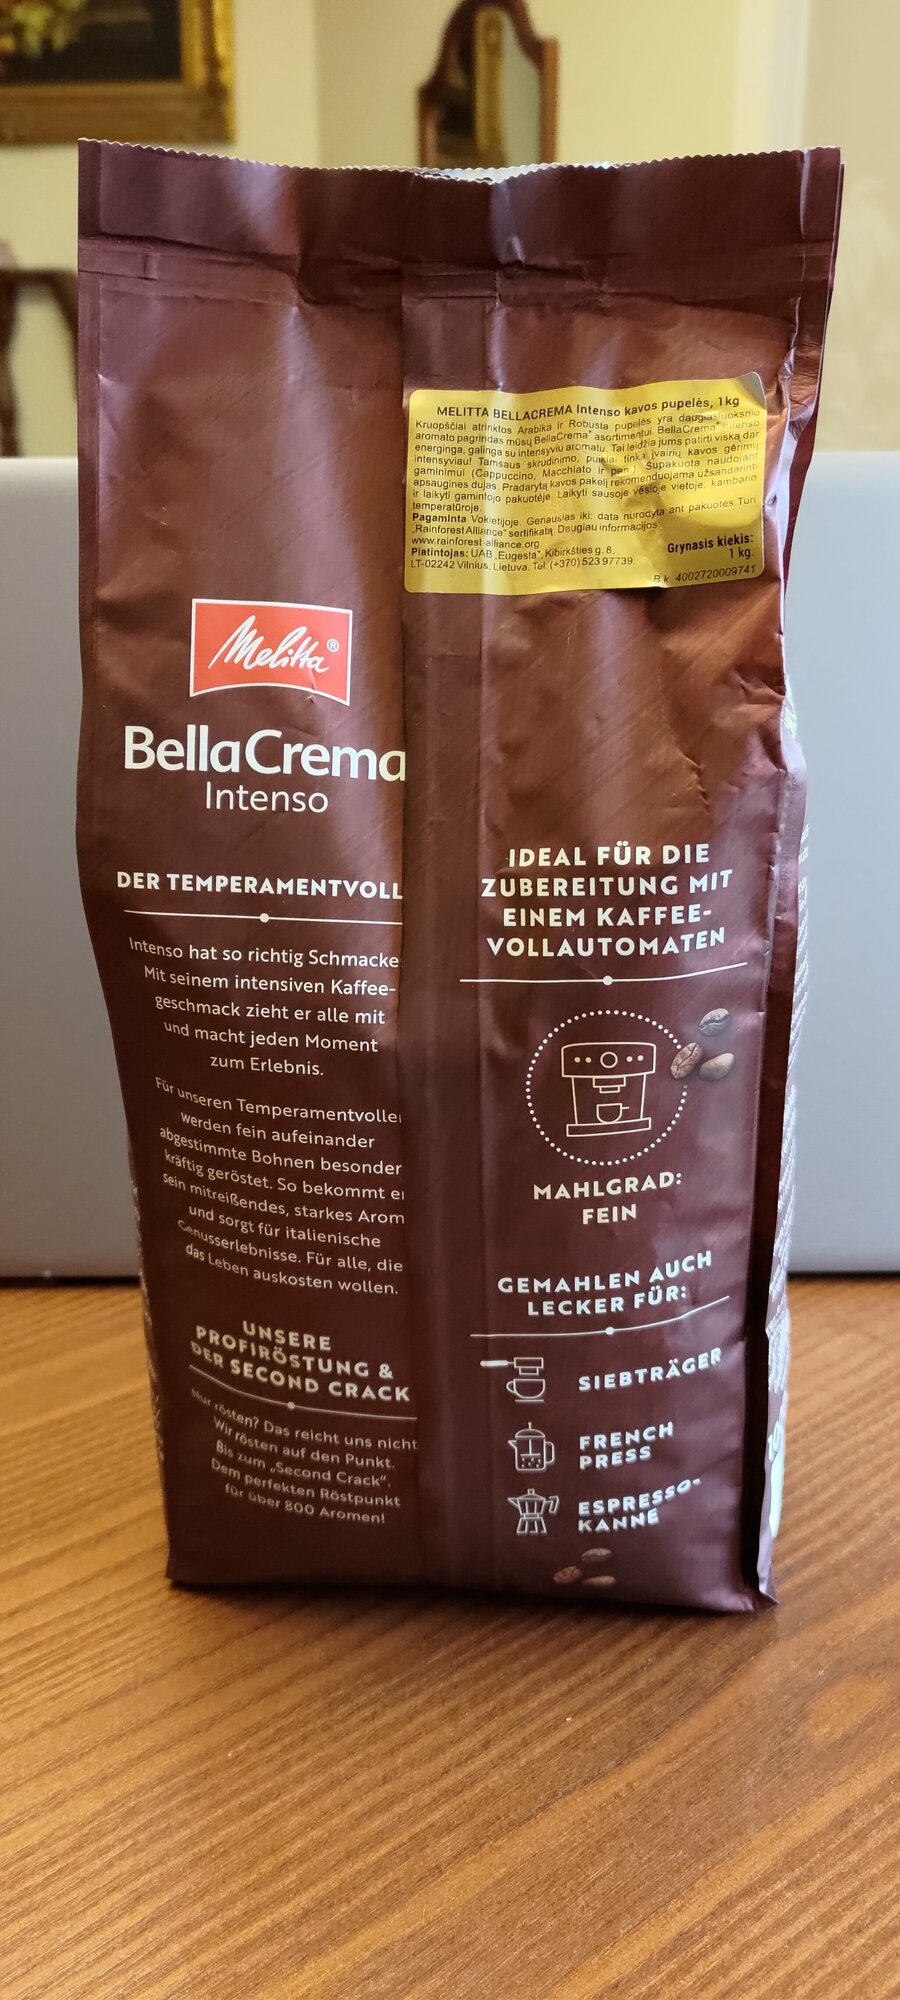 MELITTA BELLACREMA Intenso kavos pupelės, 1kg
Kruopščiai atrinktos Arabika ir Robusta pupelės yra daugiasluoksnio
aromato pagrindas mūsų BellaCrema® asortimentui. BellaCrema® Intenso
energinga, galinga su intensyviu aromatu. Tai leidžia jums patirti viską dar
intensyviau! Tamsaus skrudinimo, puikiai tinka įvairių kavos gėrimų
gaminimui (Cappuccino, Macchiato ir pan.). Supakuota naudojant
apsaugines dujas. Pradarytą kavos pakelį rekomenduojama užsandarinti
ir laikyti gamintojo pakuotėje. Laikyti sausoje vėsioje vietoje, kambario
temperatūroje.
Pagaminta Vokietijoje. Geriausias iki: data nurodyta ant pakuotės. Turi
„Rainforest Alliance“ sertifikatą. Daugiau informacijos:
www.rainforest-alliance.org
Platintojas: UAB „Eugesta“, Kibirkšties g. 8,
LT-02242 Vilnius, Lietuva. Tel. (+370) 523 97739
Grynasis kiekis:
1 kg.
B.k. 4002720009741
Melitta®
BellaCrema
Intenso
DER TEMPERAMENTVOLL
Intenso hat so richtig Schmacke
Mit seinem intensiven Kaffee-
geschmack zieht er alle mit
und macht jeden Moment
zum Erlebnis.
Für unseren Temperamentvolle
werden fein aufeinander
abgestimmte Bohnen besonder
kräftig geröstet. So bekommt e
sein mitreißendes, starkes Arom
und sorgt für italienische
Genusserlebnisse. Für alle, die
das Leben auskosten wollen.
UNSERE
PROFIRÖSTUNG &
DER SECOND CRACK
Nur rösten? Das reicht uns nicht
Wir rösten auf den Punkt.
Bis zum „Second Crack“.
Dem perfekten Röstpunkt
für über 800 Aromen!
IDEAL FÜR DIE
ZUBEREITUNG MIT
EINEM KAFFEE-
VOLLAUTOMATEN
MAHLGRAD:
FEIN
GEMAHLEN AUCH
LECKER FÜR:
SIEBTRÄGER
FRENCH
PRESS
ESPRESSO-
KANNE